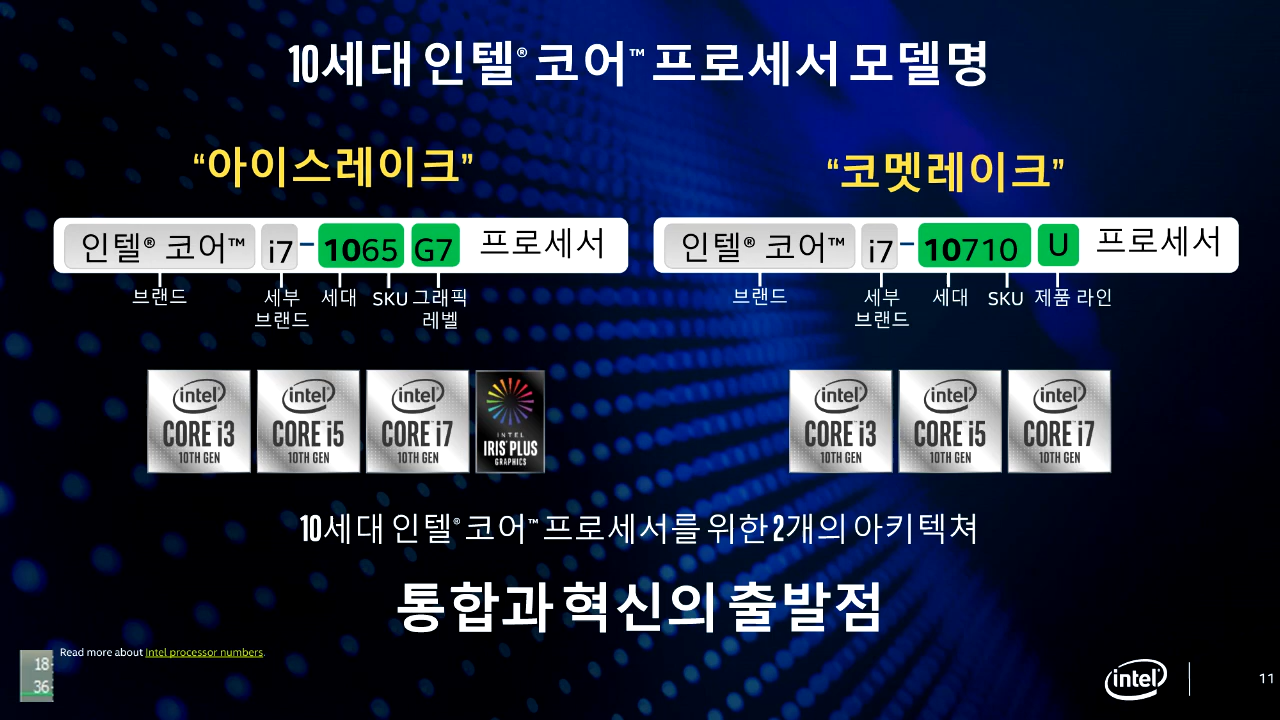 10세대 인텔® 코어™ 프로세서 모델명
“아이스레이크”
인텔® 코어™ i7-1065 G7 프로세서
브랜드 세부 브랜드 세대 SKU 그래픽 레벨
intel CORE i3 10TH GEN
intel CORE i5 10TH GEN
intel CORE i7 10TH GEN
INTEL IRIS PLUS GRAPHICS
“코멧레이크”
인텔® 코어™ i7-10710 U 프로세서
브랜드 세부 브랜드 세대 SKU 제품 라인
intel CORE i3 10TH GEN
intel CORE i5 10TH GEN
intel CORE i7 10TH GEN
10세대 인텔® 코어™ 프로세서를 위한 2개의 아키텍쳐
통합과 혁신의 출발점
Read more about Intel processor numbers.
18
36
intel
11